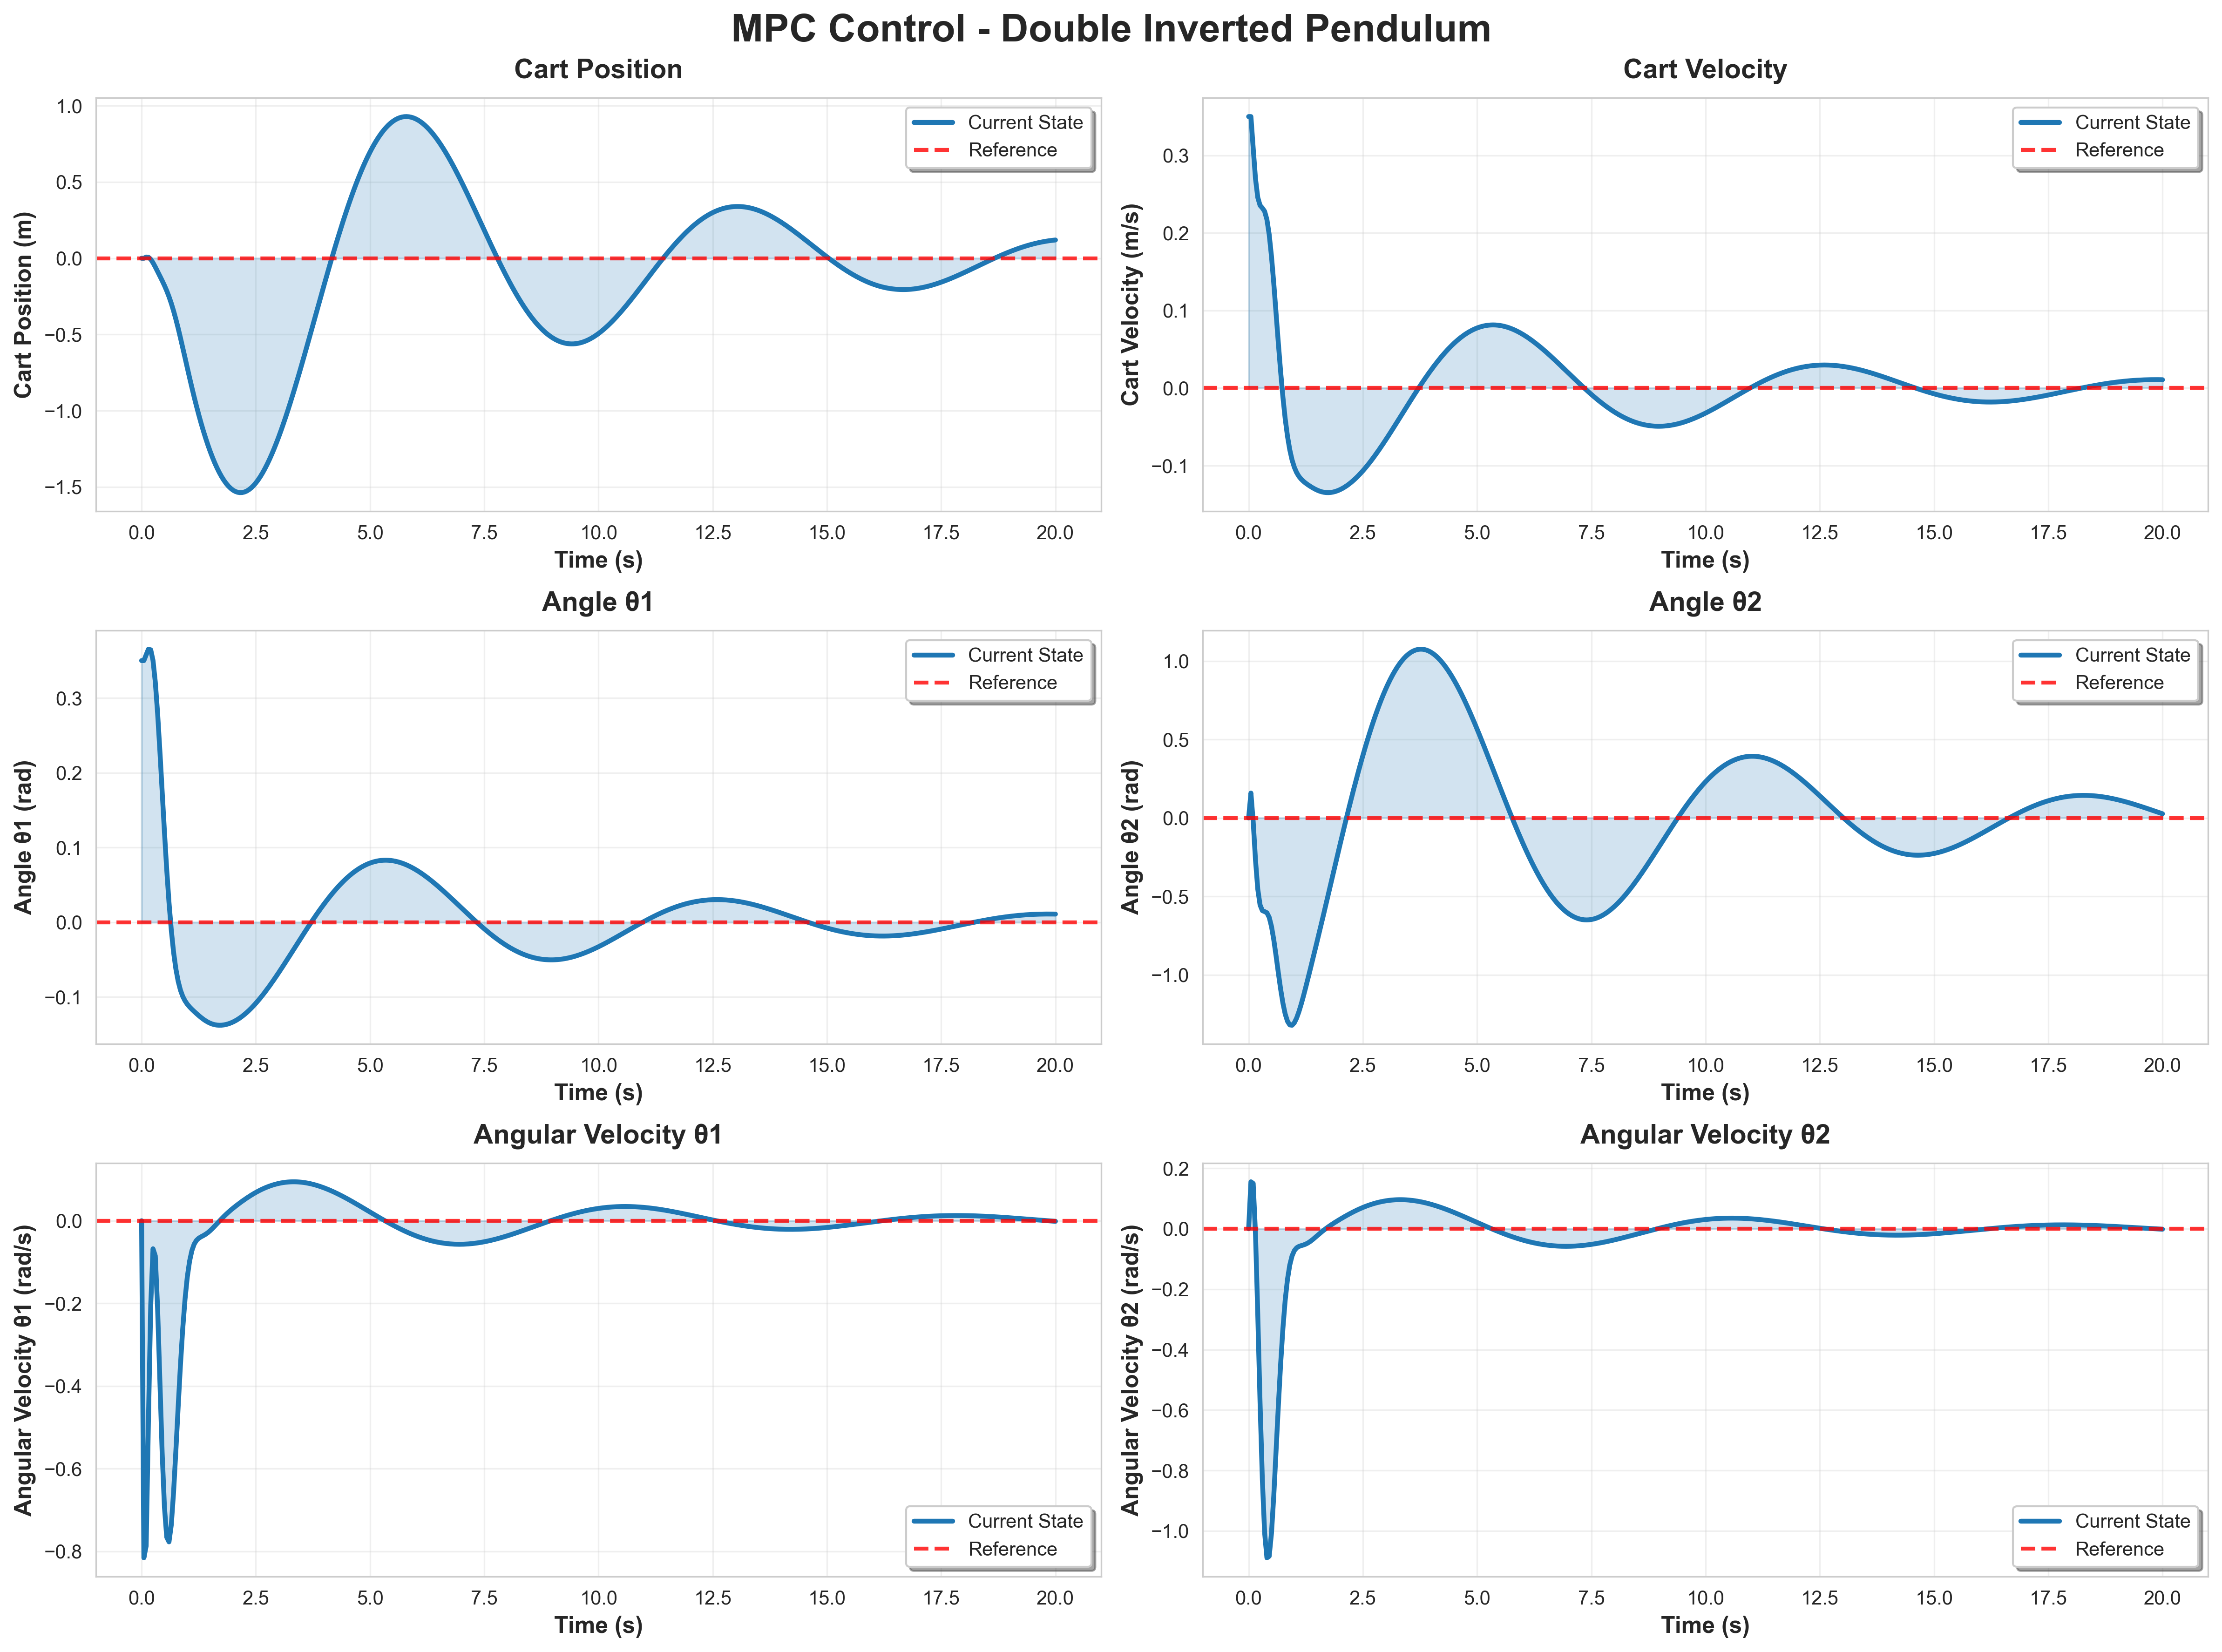 MPC Control - Double Inverted Pendulum
Cart Position
Cart Position (m)
1.0
0.5
0.0
−0.5
−1.0
−1.5
Current State
Reference
0.0 2.5 5.0 7.5 10.0 12.5 15.0 17.5 20.0
Time (s)
Cart Velocity
Cart Velocity (m/s)
0.3
0.2
0.1
0.0
−0.1
Current State
Reference
0.0 2.5 5.0 7.5 10.0 12.5 15.0 17.5 20.0
Time (s)
Angle θ1
Angle θ1 (rad)
0.3
0.2
0.1
0.0
−0.1
Current State
Reference
0.0 2.5 5.0 7.5 10.0 12.5 15.0 17.5 20.0
Time (s)
Angle θ2
Angle θ2 (rad)
1.0
0.5
0.0
−0.5
−1.0
Current State
Reference
0.0 2.5 5.0 7.5 10.0 12.5 15.0 17.5 20.0
Time (s)
Angular Velocity θ1
Angular Velocity θ1 (rad/s)
0.0
−0.2
−0.4
−0.6
−0.8
Current State
Reference
0.0 2.5 5.0 7.5 10.0 12.5 15.0 17.5 20.0
Time (s)
Angular Velocity θ2
Angular Velocity θ2 (rad/s)
0.2
0.0
−0.2
−0.4
−0.6
−0.8
−1.0
Current State
Reference
0.0 2.5 5.0 7.5 10.0 12.5 15.0 17.5 20.0
Time (s)